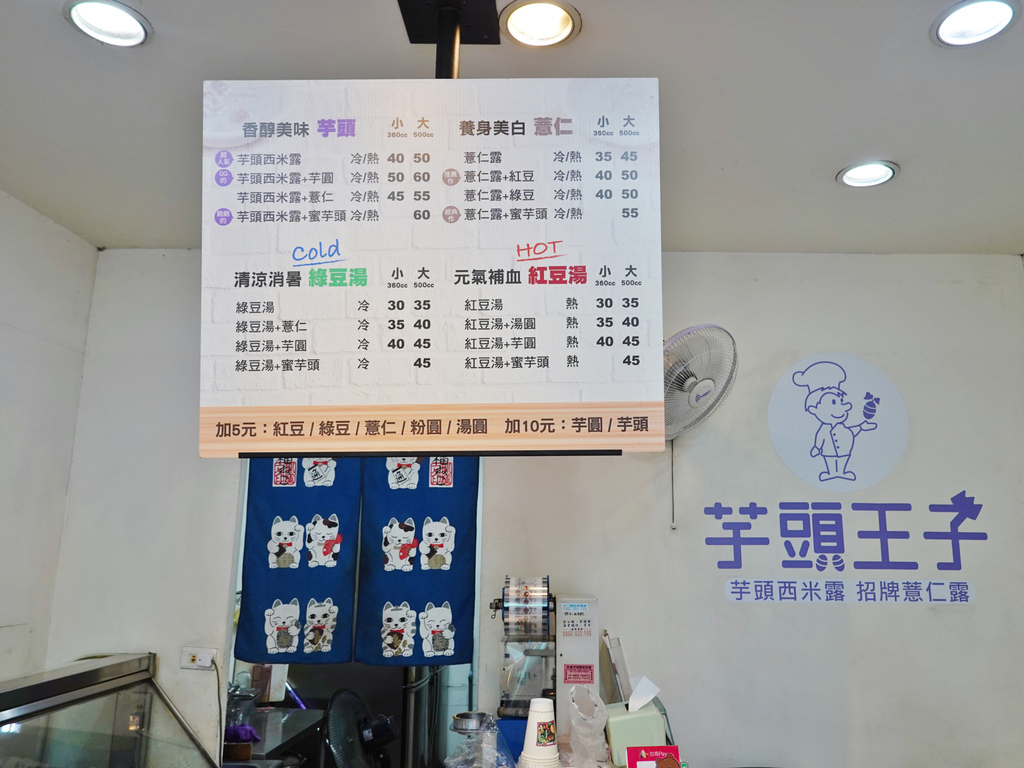 香醇美味 芋頭 小 大
360cc 500cc
芋頭西米露 冷/熱 40 50
QQ的 芋頭西米露+芋圓 冷/熱 50 60
芋頭西米露+薏仁 冷/熱 45 55
經典的 芋頭西米露+蜜芋頭 冷/熱 60
養身美白 薏仁 小 大
360cc 500cc
薏仁露 冷/熱 35 45
薏仁露+紅豆 冷/熱 40 50
薏仁露+綠豆 冷/熱 40 50
薏仁露+蜜芋頭 冷/熱 55
Cold
清涼消暑 綠豆湯 小 大
360cc 500cc
綠豆湯 冷 30 35
綠豆湯+薏仁 冷 35 40
綠豆湯+芋圓 冷 40 45
綠豆湯+蜜芋頭 冷 45
HOT
元氣補血 紅豆湯 小 大
360cc 500cc
紅豆湯 熱 30 35
紅豆湯+湯圓 熱 35 40
紅豆湯+芋圓 熱 40 45
紅豆湯+蜜芋頭 熱 45
加5元：紅豆 / 綠豆 / 薏仁 / 粉圓 / 湯圓 加10元：芋圓 / 芋頭
芋頭王子
芋頭西米露 招牌薏仁露